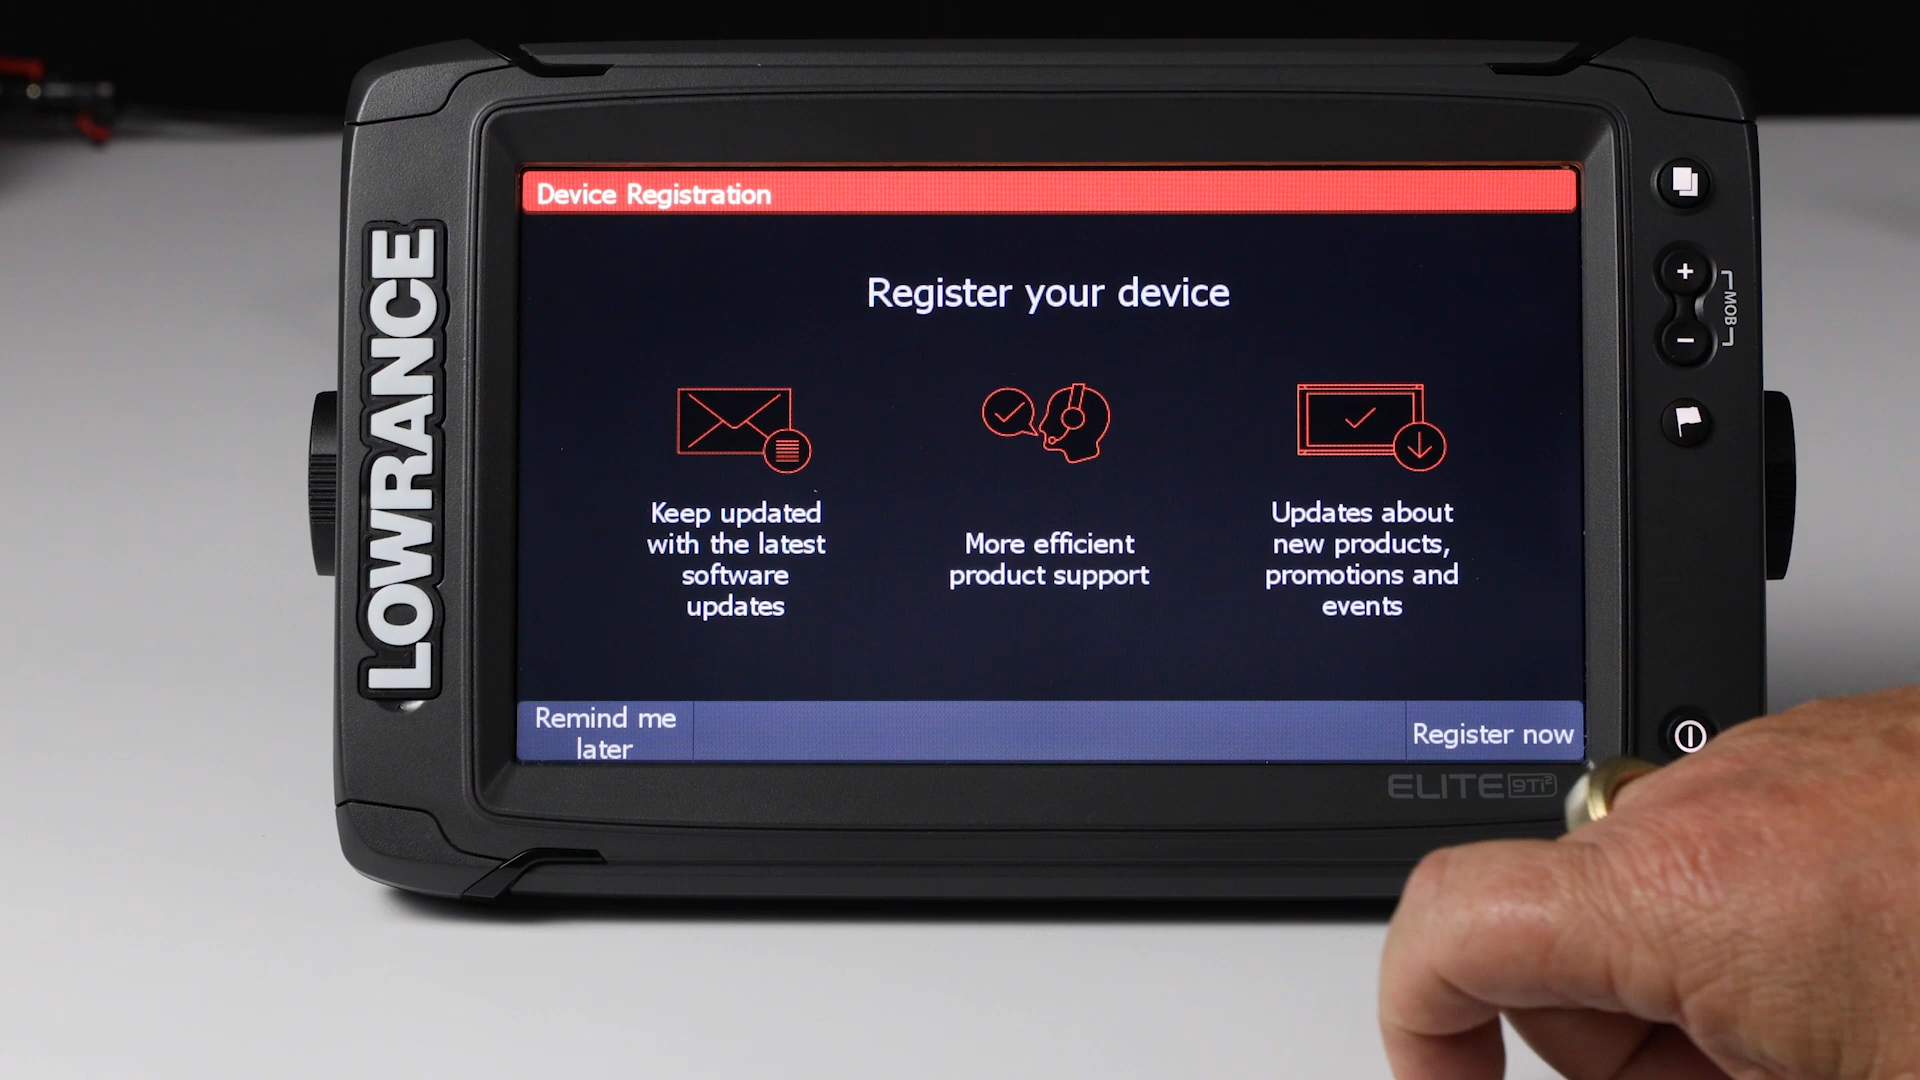 Device Registration
Register your device
Keep updated
with the latest
software
updates
More efficient
product support
Updates about
new products,
promotions and
events
Remind me
later
Register now
LOWRANCE
+
MOB
−
ELITE 9Ti²